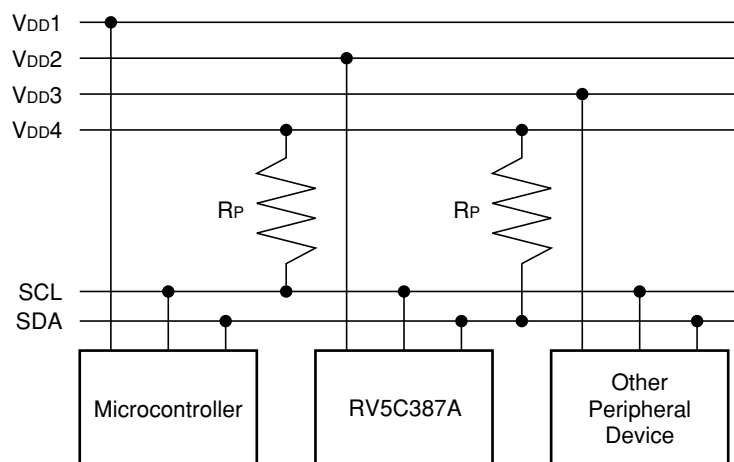 VDD1
VDD2
VDD3
VDD4
RP
RP
SCL
SDA
Microcontroller
RV5C387A
Other
Peripheral
Device